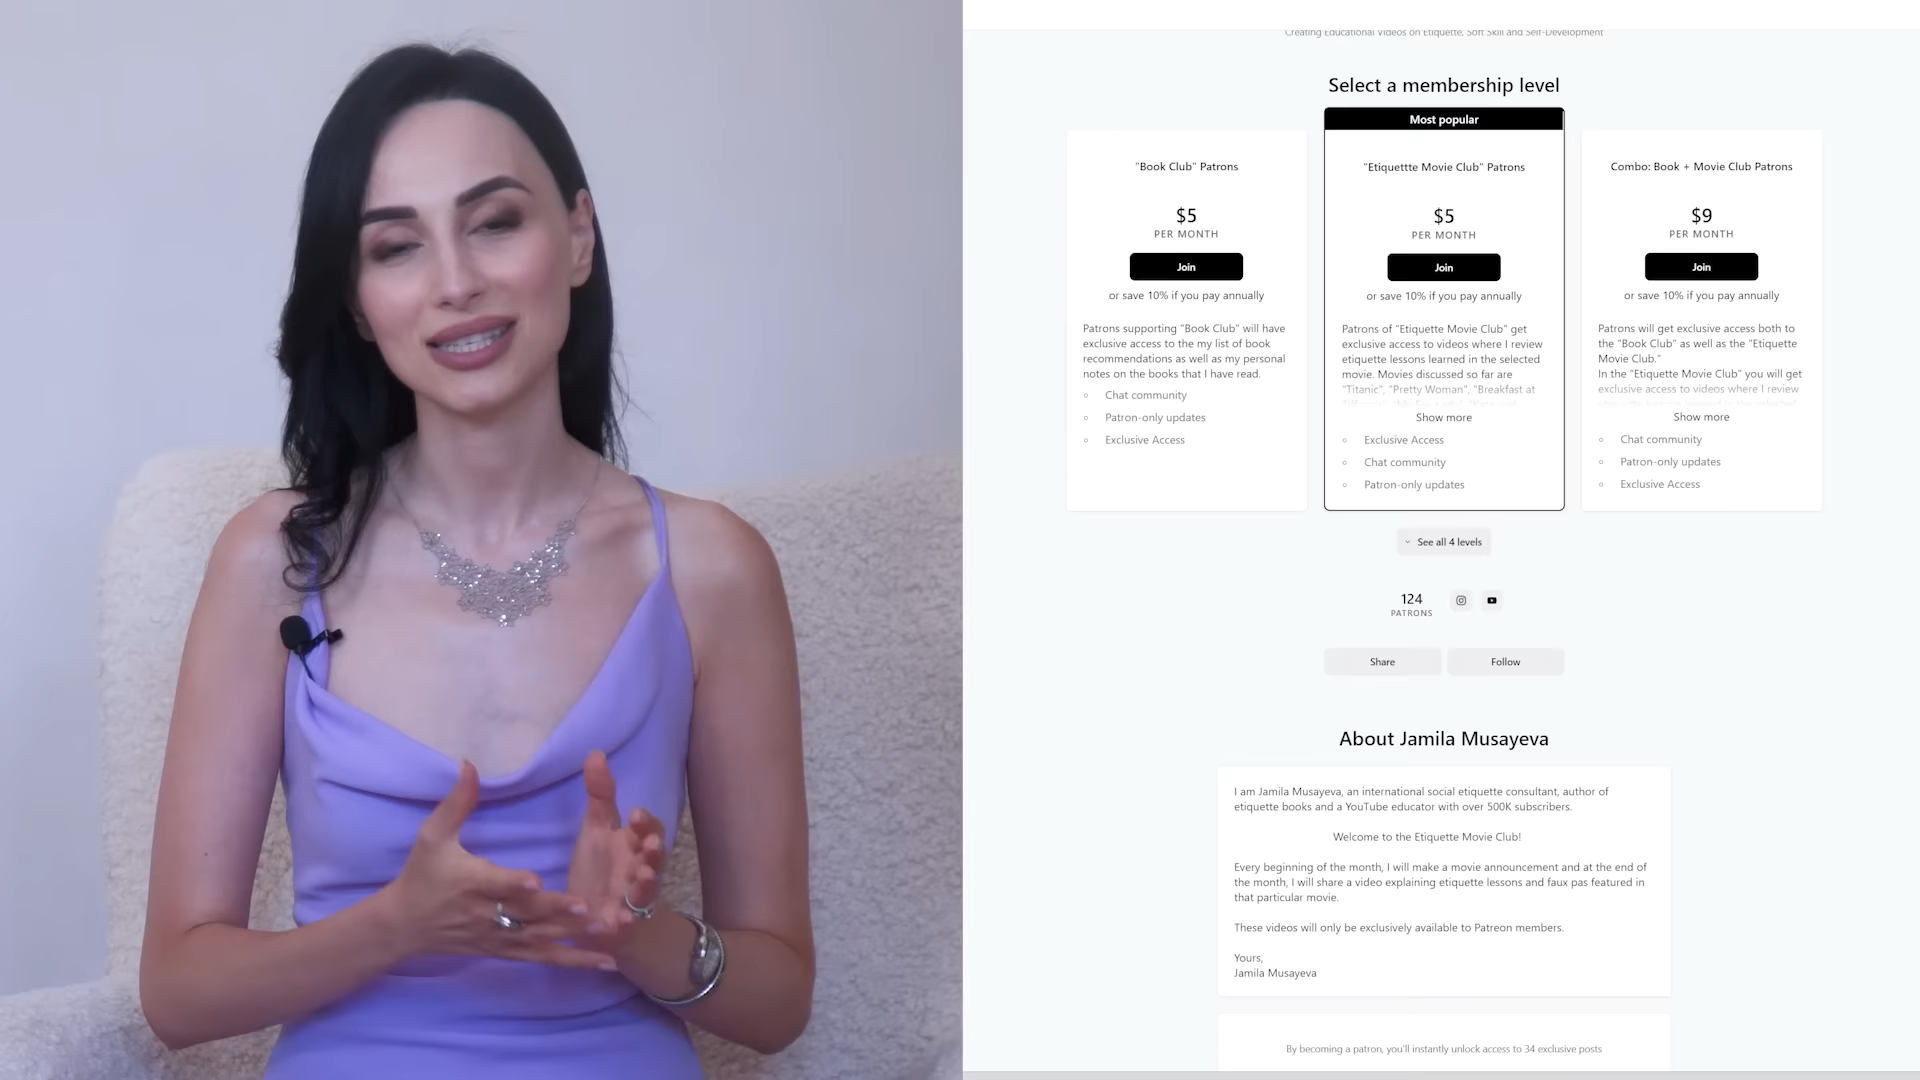 Creating Educational Videos on Etiquette, Soft Skill and Self-Development
Select a membership level
Most popular
"Book Club" Patrons
$5
PER MONTH
Join
or save 10% if you pay annually
Patrons supporting "Book Club" will have
exclusive access to the my list of book
recommendations as well as my personal
notes on the books that I have read.
Chat community
Patron-only updates
Exclusive Access
"Etiquettte Movie Club" Patrons
$5
PER MONTH
Join
or save 10% if you pay annually
Patrons of "Etiquette Movie Club" get
exclusive access to videos where I review
etiquette lessons learned in the selected
movie. Movies discussed so far are
"Titanic", "Pretty Woman", "Breakfast at
Show more
Exclusive Access
Chat community
Patron-only updates
Combo: Book + Movie Club Patrons
$9
PER MONTH
Join
or save 10% if you pay annually
Patrons will get exclusive access both to
the "Book Club" as well as the "Etiquette
Movie Club."
In the "Etiquette Movie Club" you will get
exclusive access to videos where I review
Show more
Chat community
Patron-only updates
Exclusive Access
See all 4 levels
124
PATRONS
Share
Follow
About Jamila Musayeva
I am Jamila Musayeva, an international social etiquette consultant, author of
etiquette books and a YouTube educator with over 500K subscribers.
Welcome to the Etiquette Movie Club!
Every beginning of the month, I will make a movie announcement and at the end of
the month, I will share a video explaining etiquette lessons and faux pas featured in
that particular movie.
These videos will only be exclusively available to Patreon members.
Yours,
Jamila Musayeva
By becoming a patron, you'll instantly unlock access to 34 exclusive posts